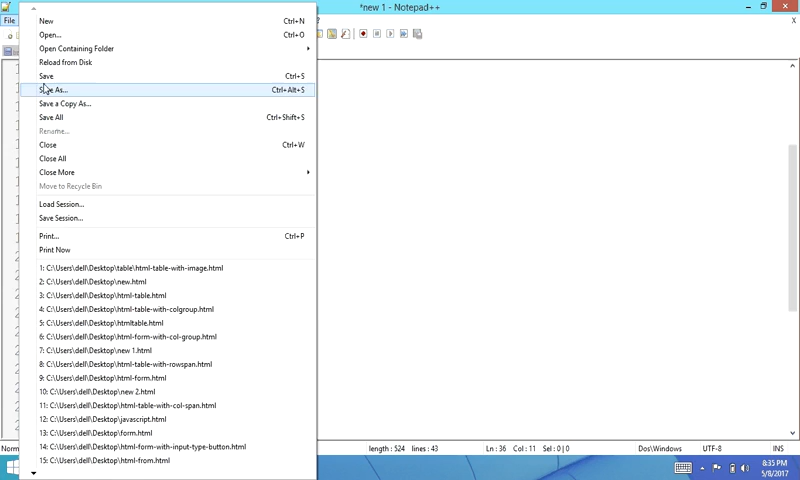 *new 1 - Notepad++
File
?
X
New Ctrl+N
Open... Ctrl+O
Open Containing Folder
Reload from Disk
Save Ctrl+S
Save As... Ctrl+Alt+S
Save a Copy As...
Save All Ctrl+Shift+S
Rename...
Close Ctrl+W
Close All
Close More
Move to Recycle Bin
Load Session...
Save Session...
Print... Ctrl+P
Print Now
1: C:\Users\dell\Desktop\table\html-table-with-image.html
2: C:\Users\dell\Desktop\new.html
3: C:\Users\dell\Desktop\html-table.html
4: C:\Users\dell\Desktop\html-table-with-colgroup.html
5: C:\Users\dell\Desktop\htmltable.html
6: C:\Users\dell\Desktop\html-form-with-col-group.html
7: C:\Users\dell\Desktop\new 1.html
8: C:\Users\dell\Desktop\html-table-with-rowspan.html
9: C:\Users\dell\Desktop\html-form.html
10: C:\Users\dell\Desktop\new 2.html
11: C:\Users\dell\Desktop\html-table-with-col-span.html
12: C:\Users\dell\Desktop\javascript.html
13: C:\Users\dell\Desktop\form.html
14: C:\Users\dell\Desktop\html-form-with-input-type-button.html
15: C:\Users\dell\Desktop\html-from.html
Norm length : 524 lines : 43 Ln : 36 Col : 11 Sel : 0 | 0 Dos\Windows UTF-8 INS
8:35 PM
5/8/2017